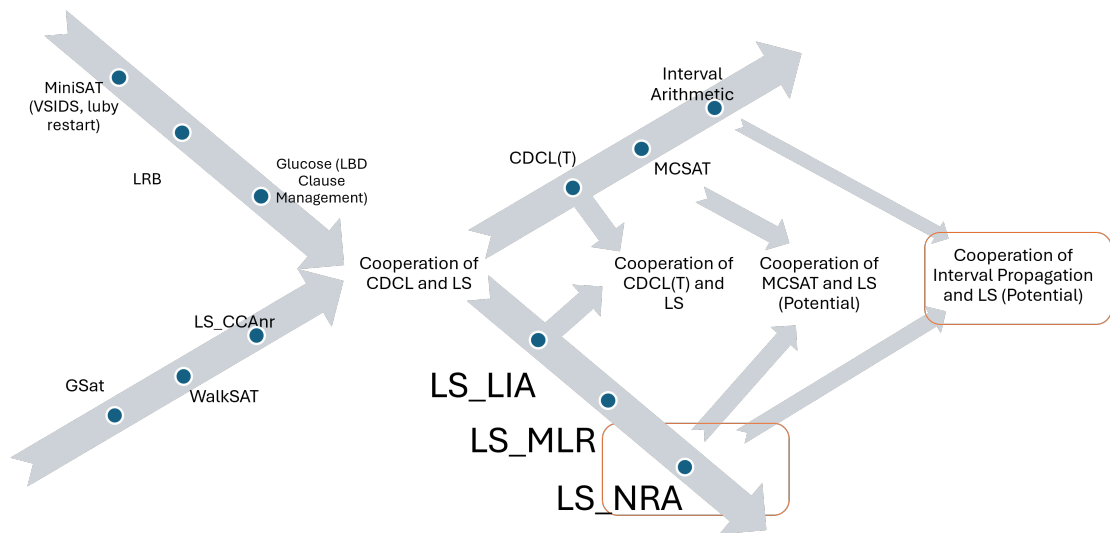 MiniSAT
(VSIDS, luby
restart)
LRB
Glucose (LBD
Clause
Management)
GSat
WalkSAT
LS_CCAnr
Cooperation of
CDCL and LS
CDCL(T)
MCSAT
Interval
Arithmetic
LS_LIA
LS_MLR
LS_NRA
Cooperation of
CDCL(T) and
LS
Cooperation of
MCSAT and LS
(Potential)
Cooperation of
Interval Propagation
and LS (Potential)